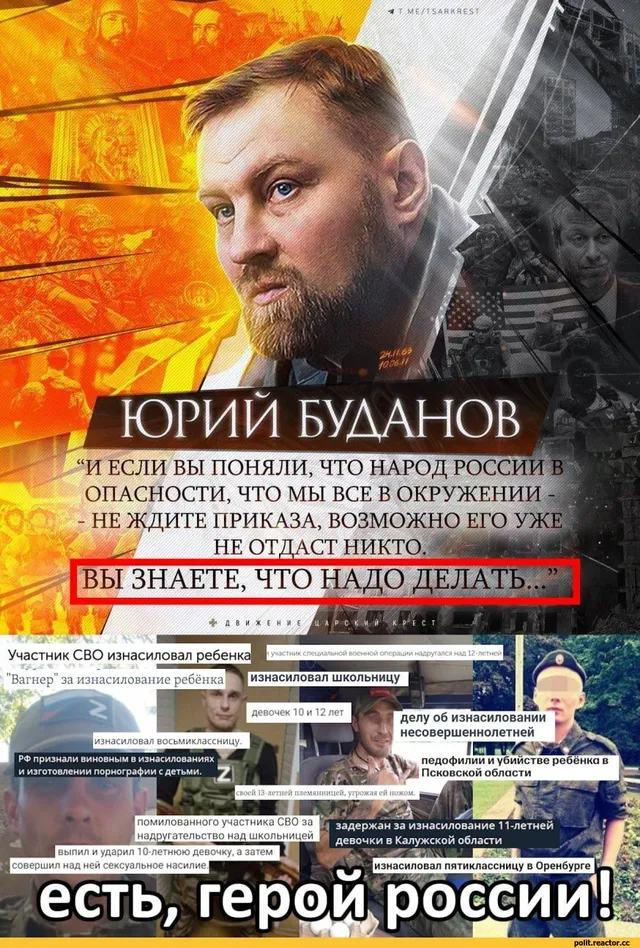 T.ME/TSARKREST
24.11.63
10.06.11
ЮРИЙ БУДАНОВ
“И ЕСЛИ ВЫ ПОНЯЛИ, ЧТО НАРОД РОССИИ В
ОПАСНОСТИ, ЧТО МЫ ВСЕ В ОКРУЖЕНИИ -
- НЕ ЖДИТЕ ПРИКАЗА, ВОЗМОЖНО ЕГО УЖЕ
НЕ ОТДАСТ НИКТО.
ВЫ ЗНАЕТЕ, ЧТО НАДО ДЕЛАТЬ...”
ДВИЖЕНИЕ ЦАРСКИЙ КРЕСТ
Участник СВО изнасиловал ребенка
участник специальной военной операции надругался над 12-летней
"Вагнер" за изнасилование ребёнка
изнасиловал школьницу
девочек 10 и 12 лет
делу об изнасиловании
несовершеннолетней
изнасиловал восьмиклассницу.
РФ признали виновным в изнасилованиях
и изготовлении порнографии с детьми.
педофилии и убийстве ребёнка в
Псковской области
своей 13-летней племянницей, угрожая ей ножом.
помилованного участника СВО за
надругательство над школьницей
задержан за изнасилование 11-летней
девочки в Калужской области
выпил и ударил 10-летнюю девочку, а затем
совершил над ней сексуальное насилие.
изнасиловал пятиклассницу в Оренбурге
есть, герой россии!
polit.reactor.cc